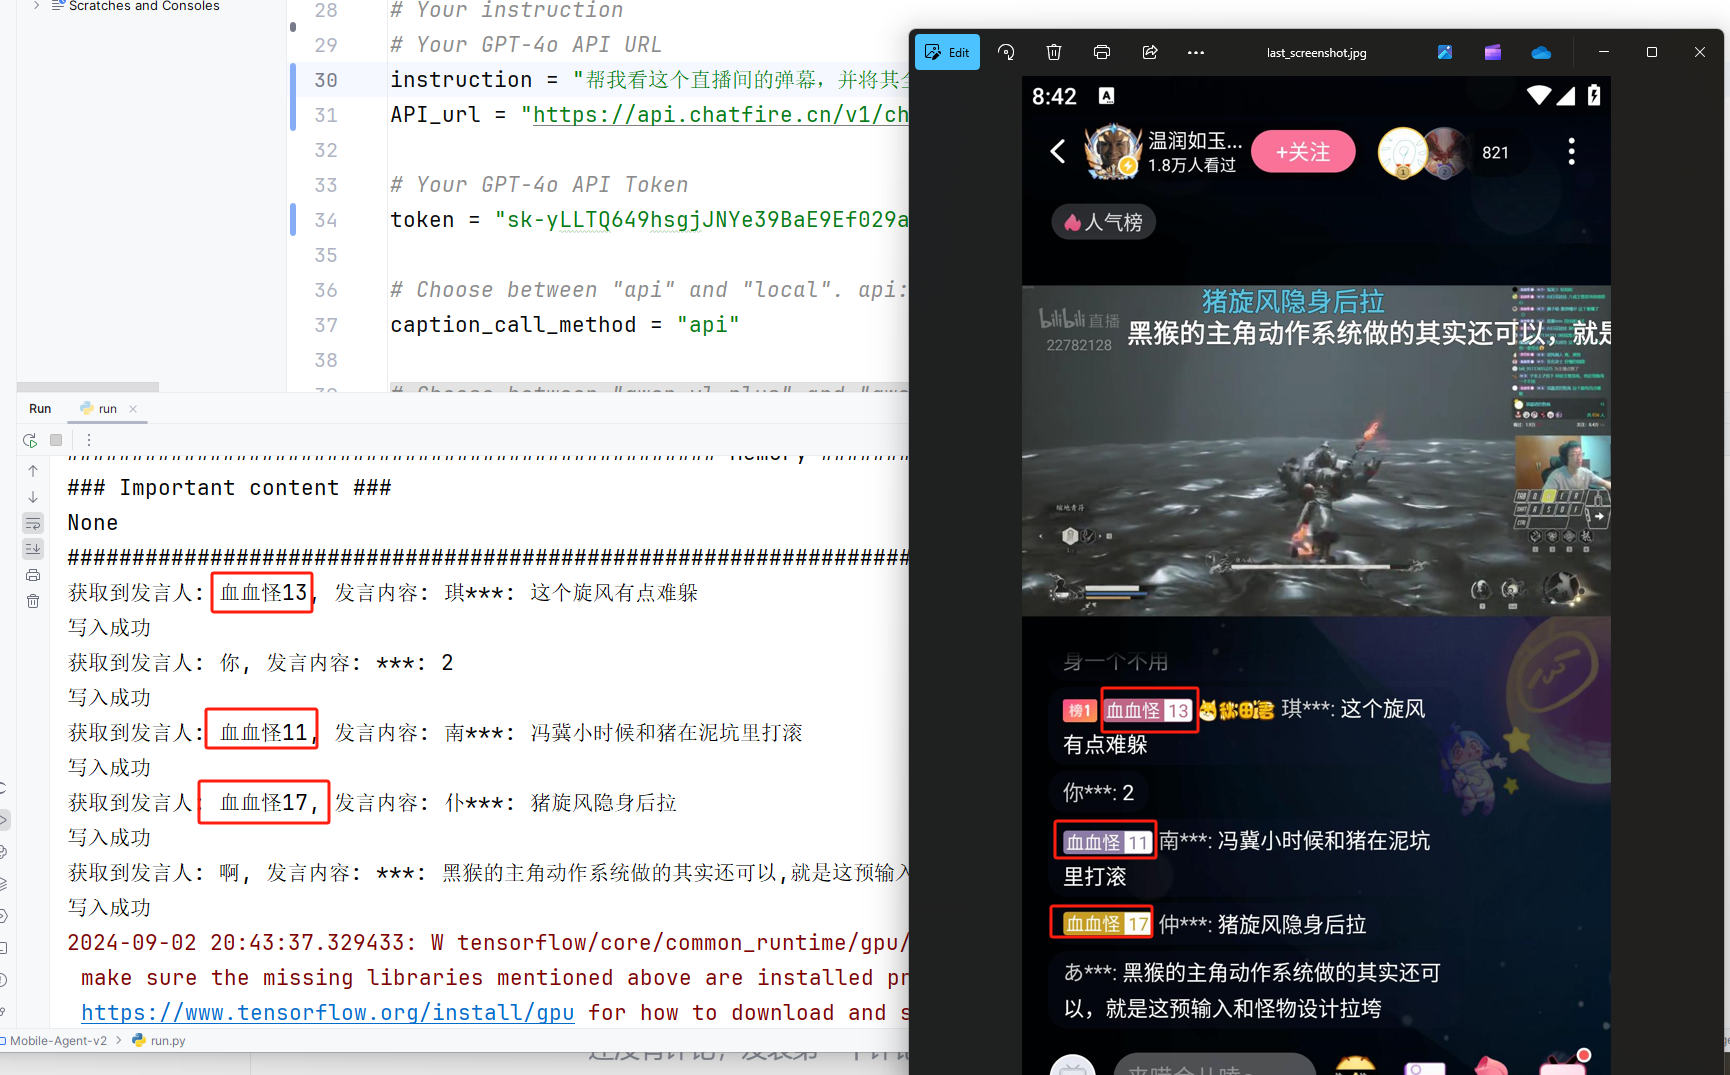 Scratches and Consoles
28 # Your instruction
29 # Your GPT-4o API URL
30 instruction = "帮我看这个直播间的弹幕，并将其
31 API_url = "https://api.chatfire.cn/v1/ch
32
33 # Your GPT-4o API Token
34 token = "sk-yLLTQ649hsgjJNYe39BaE9Ef029a
35
36 # Choose between "api" and "local". api:
37 caption_call_method = "api"
38
Run run
### Important content ###
None
获取到发言人: 血血怪13, 发言内容: 琪***: 这个旋风有点难躲
写入成功
获取到发言人: 你, 发言内容: ***: 2
写入成功
获取到发言人: 血血怪11, 发言内容: 南***: 冯冀小时候和猪在泥坑里打滚
写入成功
获取到发言人: 血血怪17, 发言内容: 仆***: 猪旋风隐身后拉
写入成功
获取到发言人: 啊, 发言内容: ***: 黑猴的主角动作系统做的其实还可以,就是这预输入
写入成功
2024-09-02 20:43:37.329433: W tensorflow/core/common_runtime/gpu/
make sure the missing libraries mentioned above are installed pr
https://www.tensorflow.org/install/gpu for how to download and s
Mobile-Agent-v2 > run.py
Edit
last_screenshot.jpg
8:42
温润如玉...
1.8万人看过
+关注
821
人气榜
猪旋风隐身后拉
bilibili 直播
22782128
黑猴的主角动作系统做的其实还可以，就是
身一个不用
榜1 血血怪 13 秋田君 琪***: 这个旋风
有点难躲
你***: 2
血血怪 11 南***: 冯冀小时候和猪在泥坑
里打滚
血血怪 17 仲***: 猪旋风隐身后拉
あ***: 黑猴的主角动作系统做的其实还可
以，就是这预输入和怪物设计拉垮